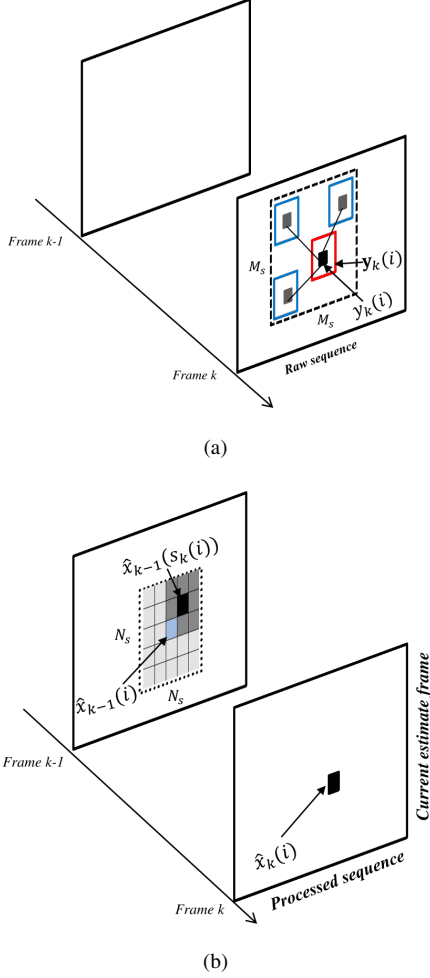 Frame k-1
M_s
𝐲_k(i)
y_k(i)
M_s
Frame k
Raw sequence
(a)
x̂_{k−1}(s_k(i))
N_s
x̂_{k−1}(i)
N_s
Frame k-1
Current estimate frame
x̂_k(i)
Processed sequence
Frame k
(b)